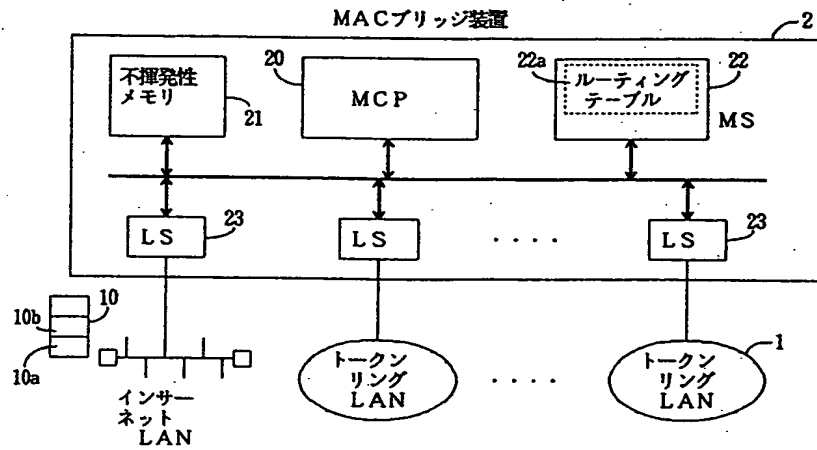 MACブリッジ装置
2
不揮発性
メモリ
21
20
MCP
22a
ルーティング
テーブル
22
MS
LS
23
LS
....
LS
23
10
10b
10a
インサー
ネット
LAN
トークン
リング
LAN
....
トークン
リング
LAN
1